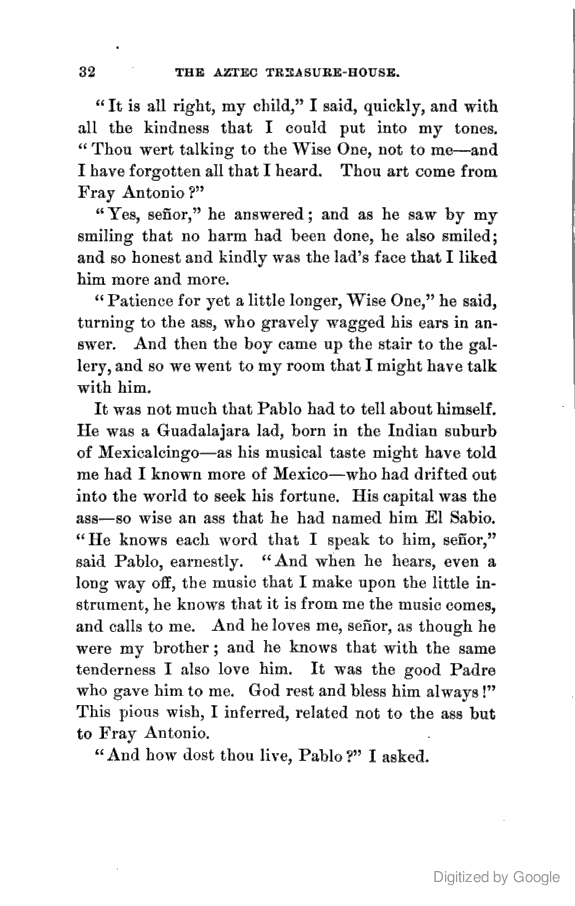 32 THE AZTEC TREASURE-HOUSE.
"It is all right, my child," I said, quickly, and with
all the kindness that I could put into my tones.
"Thou wert talking to the Wise One, not to me—and
I have forgotten all that I heard. Thou art come from
Fray Antonio?"
"Yes, señor," he answered; and as he saw by my
smiling that no harm had been done, he also smiled;
and so honest and kindly was the lad's face that I liked
him more and more.
"Patience for yet a little longer, Wise One," he said,
turning to the ass, who gravely wagged his ears in an-
swer. And then the boy came up the stair to the gal-
lery, and so we went to my room that I might have talk
with him.
It was not much that Pablo had to tell about himself.
He was a Guadalajara lad, born in the Indian suburb
of Mexicalcingo—as his musical taste might have told
me had I known more of Mexico—who had drifted out
into the world to seek his fortune. His capital was the
ass—so wise an ass that he had named him El Sabio.
"He knows each word that I speak to him, señor,"
said Pablo, earnestly. "And when he hears, even a
long way off, the music that I make upon the little in-
strument, he knows that it is from me the music comes,
and calls to me. And he loves me, señor, as though he
were my brother; and he knows that with the same
tenderness I also love him. It was the good Padre
who gave him to me. God rest and bless him always!"
This pious wish, I inferred, related not to the ass but
to Fray Antonio.
"And how dost thou live, Pablo?" I asked.
Digitized by Google